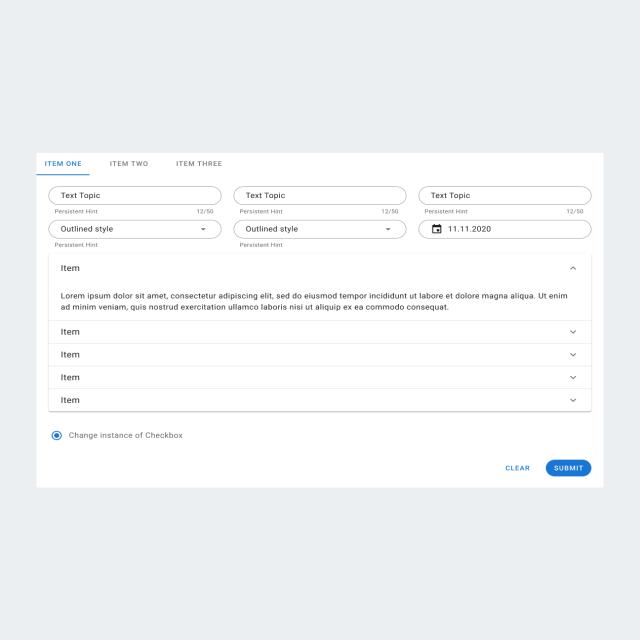 ITEM ONE ITEM TWO ITEM THREE
Text Topic Text Topic Text Topic
Persistent Hint 12/50 Persistent Hint 12/50 Persistent Hint 12/50
Outlined style Outlined style 11.11.2020
Persistent Hint Persistent Hint
Item
Lorem ipsum dolor sit amet, consectetur adipiscing elit, sed do eiusmod tempor incididunt ut labore et dolore magna aliqua. Ut enim
ad minim veniam, quis nostrud exercitation ullamco laboris nisi ut aliquip ex ea commodo consequat.
Item
Item
Item
Item
Change instance of Checkbox
CLEAR SUBMIT